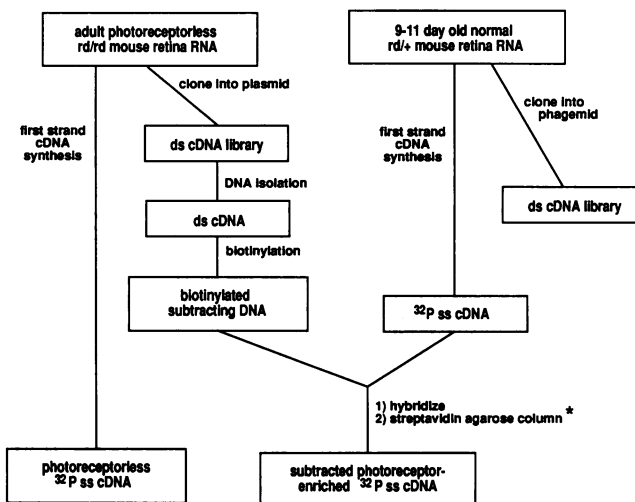 adult photoreceptorless
rd/rd mouse retina RNA
9-11 day old normal
rd/+ mouse retina RNA
clone into plasmid
clone into
phagemid
first strand
cDNA
synthesis
first strand
cDNA
synthesis
ds cDNA library
DNA isolation
ds cDNA library
ds cDNA
biotinylation
biotinylated
subtracting DNA
32P ss cDNA
1) hybridize
2) streptavidin agarose column *
photoreceptorless
32P ss cDNA
subtracted photoreceptor-
enriched 32P ss cDNA